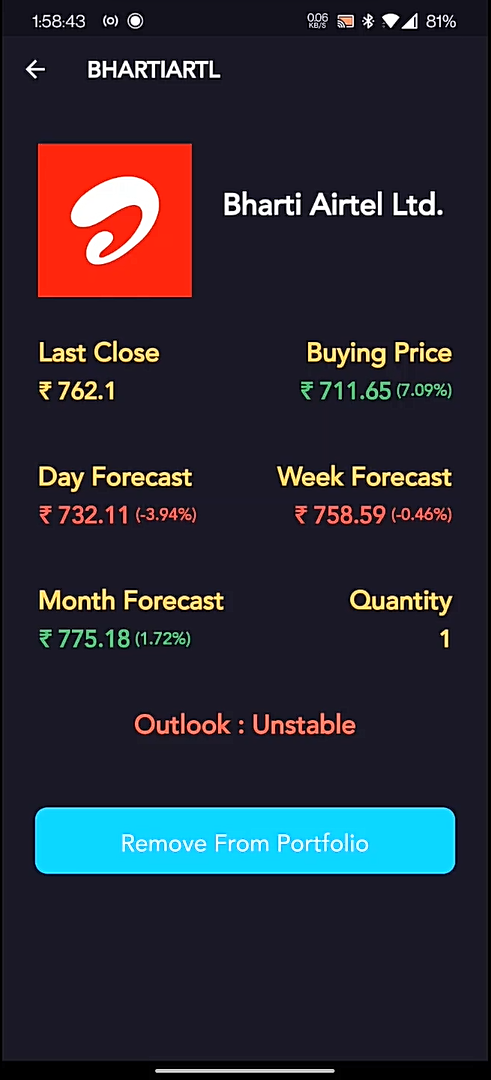 1:58:43 0.06 KB/S 81%
BHARTIARTL
Bharti Airtel Ltd.
Last Close Buying Price
₹ 762.1 ₹ 711.65 (7.09%)
Day Forecast Week Forecast
₹ 732.11 (-3.94%) ₹ 758.59 (-0.46%)
Month Forecast Quantity
₹ 775.18 (1.72%) 1
Outlook : Unstable
Remove From Portfolio